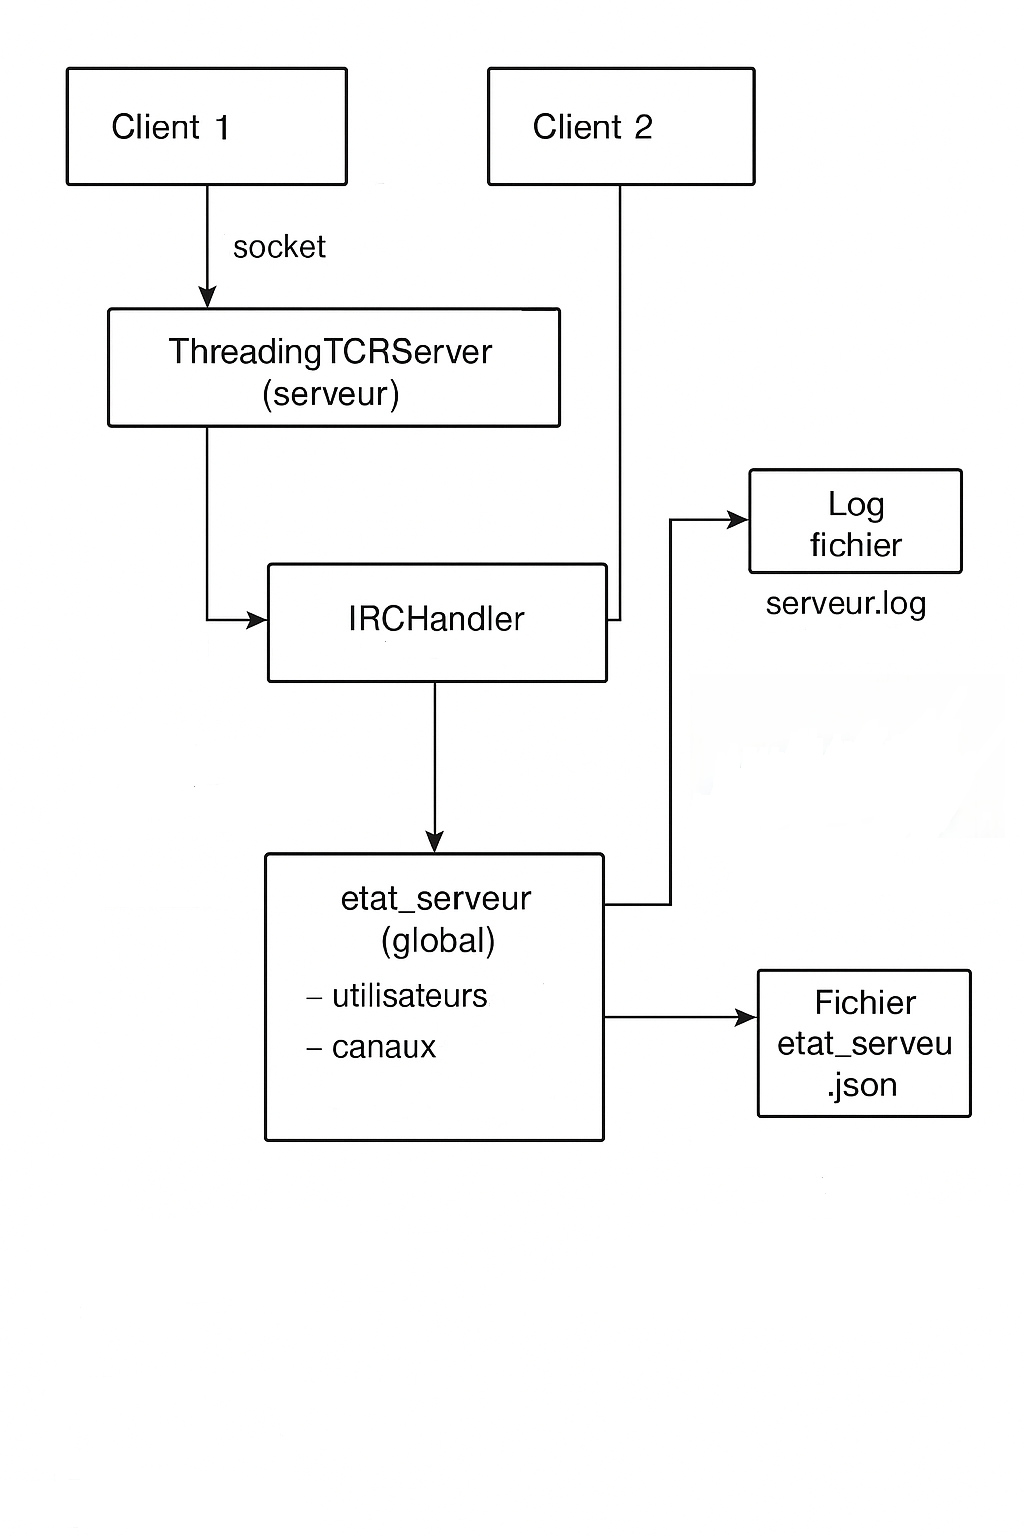 Client 1
Client 2
socket
ThreadingTCRServer
(serveur)
Log
fichier
serveur.log
IRCHandler
etat_serveur
(global)
– utilisateurs
– canaux
Fichier
etat_serveu
.json